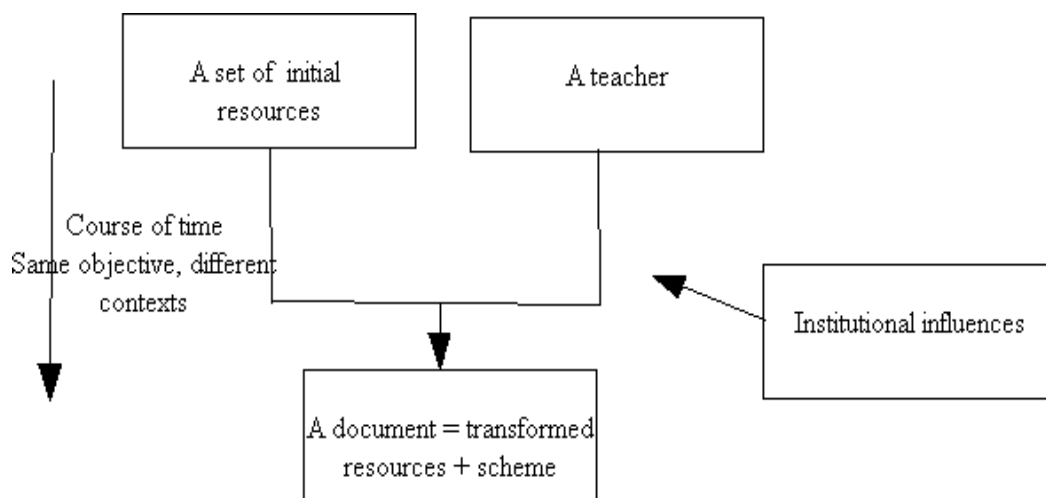 A set of initial
resources
A teacher
Course of time
Same objective, different
contexts
Institutional influences
A document = transformed
resources + scheme